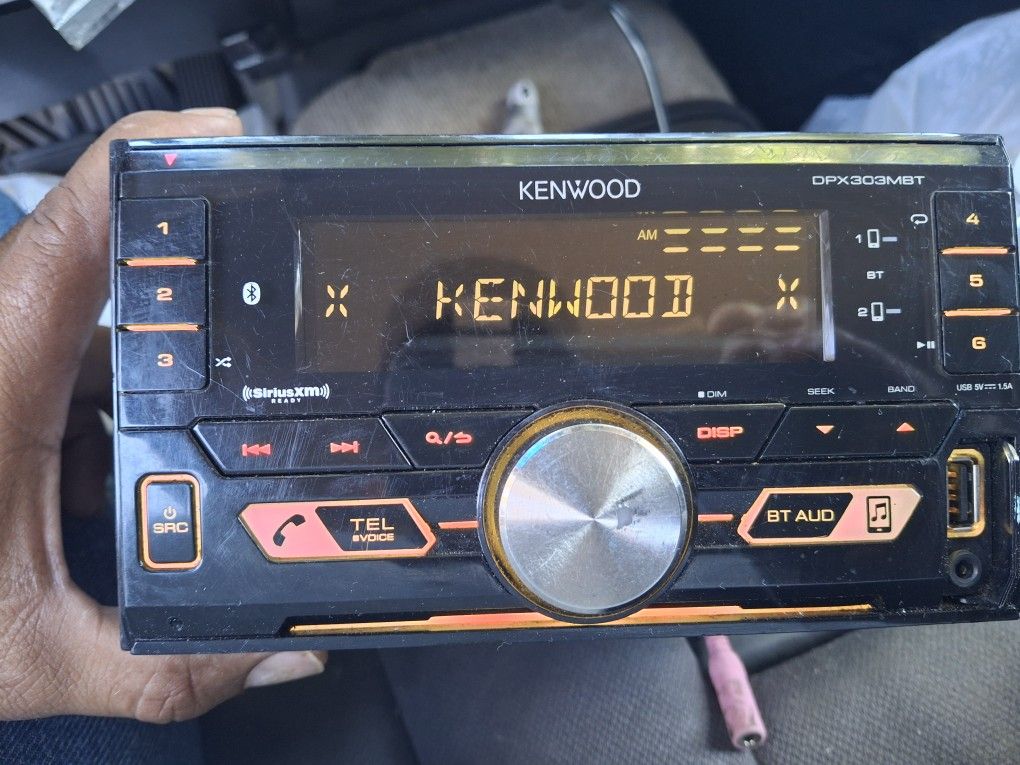 KENWOOD
DPX303MBT
1
2
3
AM
KENWOOD
1
BT
2
4
5
6
((SiriusXM))
READY
DIM
SEEK
BAND
USB 5V 1.5A
DISP
SRC
TEL
VOICE
BT AUD